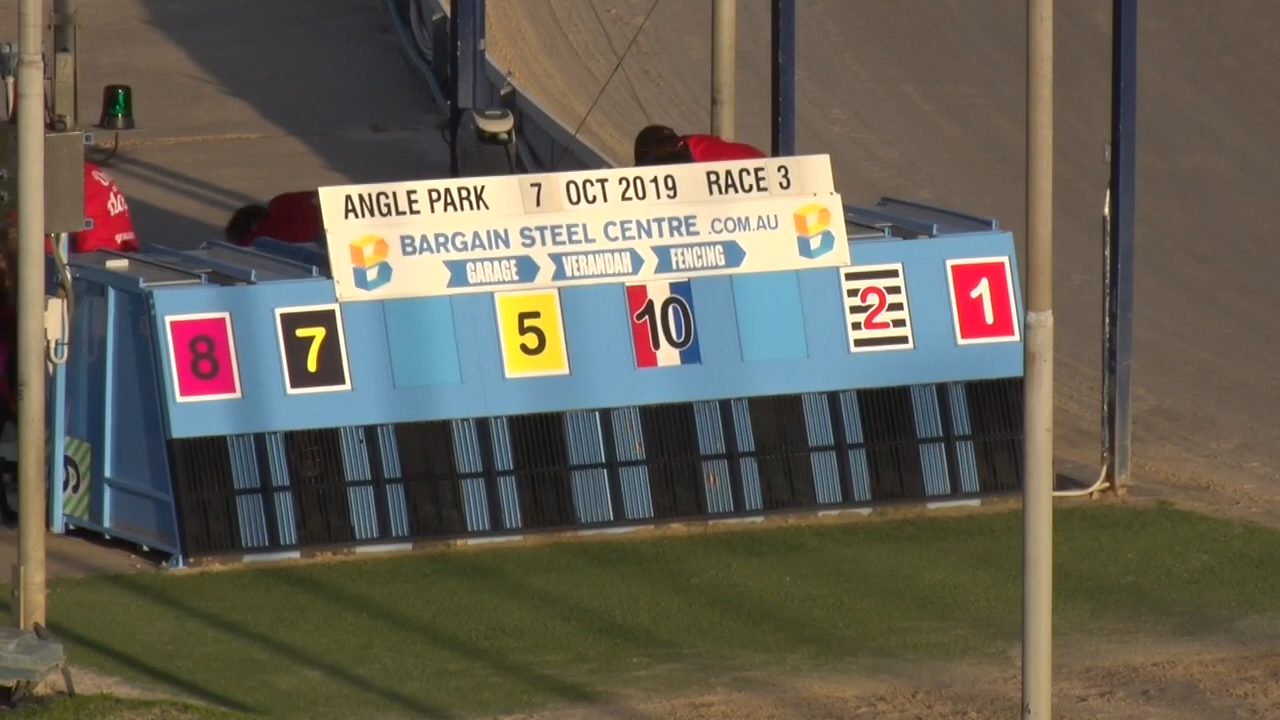 ANGLE PARK 7 OCT 2019 RACE 3
BARGAIN STEEL CENTRE .COM.AU
GARAGE VERANDAH FENCING
8 7 5 10 2 1